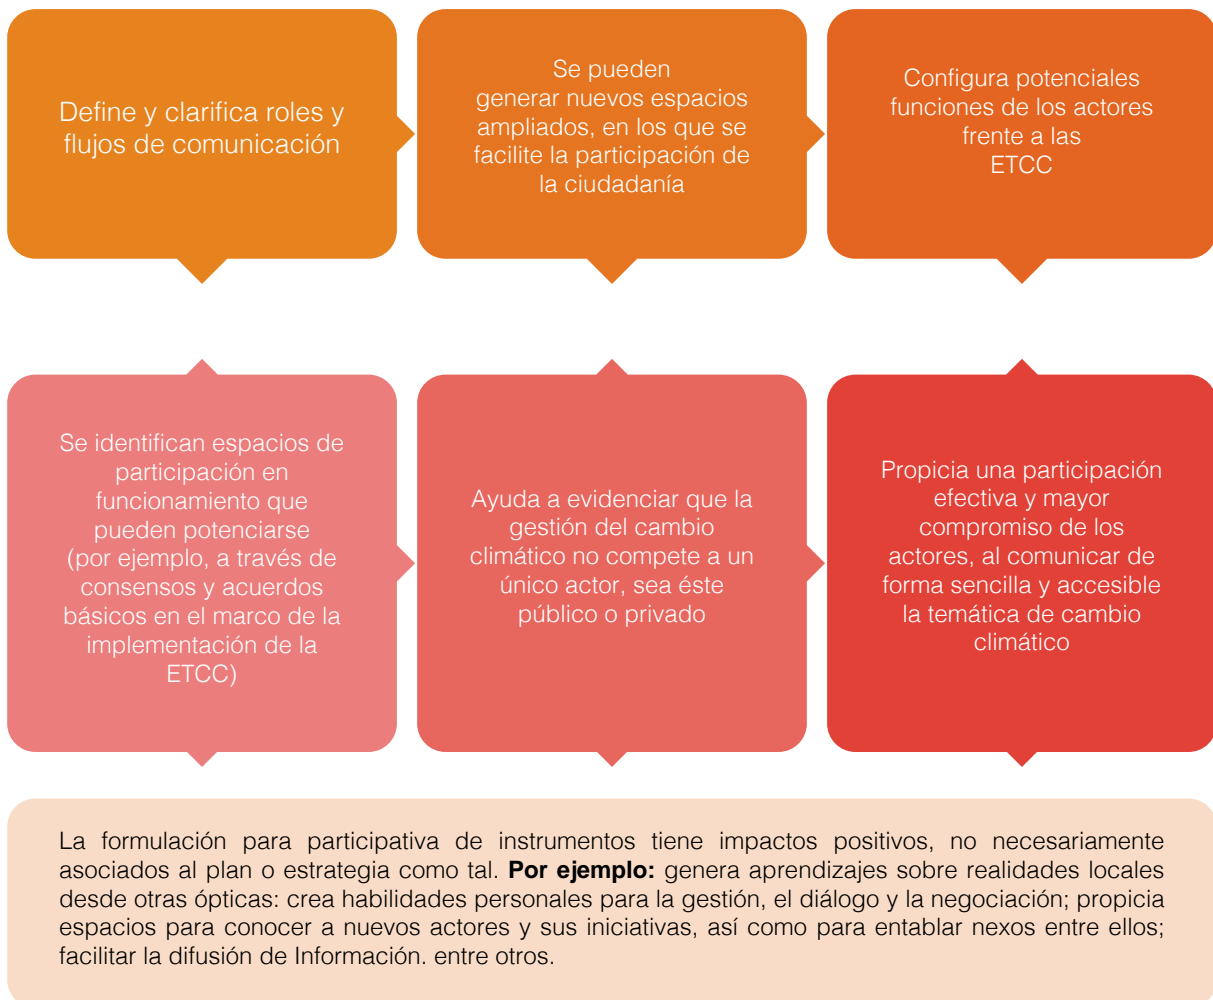 Define y clarifica roles y
flujos de comunicación
Se pueden
generar nuevos espacios
ampliados, en los que se
facilite la participación de
la ciudadanía
Configura potenciales
funciones de los actores
frente a las
ETCC
Se identifican espacios de
participación en
funcionamiento que
pueden potenciarse
(por ejemplo, a través de
consensos y acuerdos
básicos en el marco de la
implementación de la
ETCC)
Ayuda a evidenciar que la
gestión del cambio
climático no compete a un
único actor, sea éste
público o privado
Propicia una participación
efectiva y mayor
compromiso de los
actores, al comunicar de
forma sencilla y accesible
la temática de cambio
climático
La formulación para participativa de instrumentos tiene impactos positivos, no necesariamente
asociados al plan o estrategia como tal. Por ejemplo: genera aprendizajes sobre realidades locales
desde otras ópticas: crea habilidades personales para la gestión, el diálogo y la negociación; propicia
espacios para conocer a nuevos actores y sus iniciativas, así como para entablar nexos entre ellos;
facilitar la difusión de Información. entre otros.